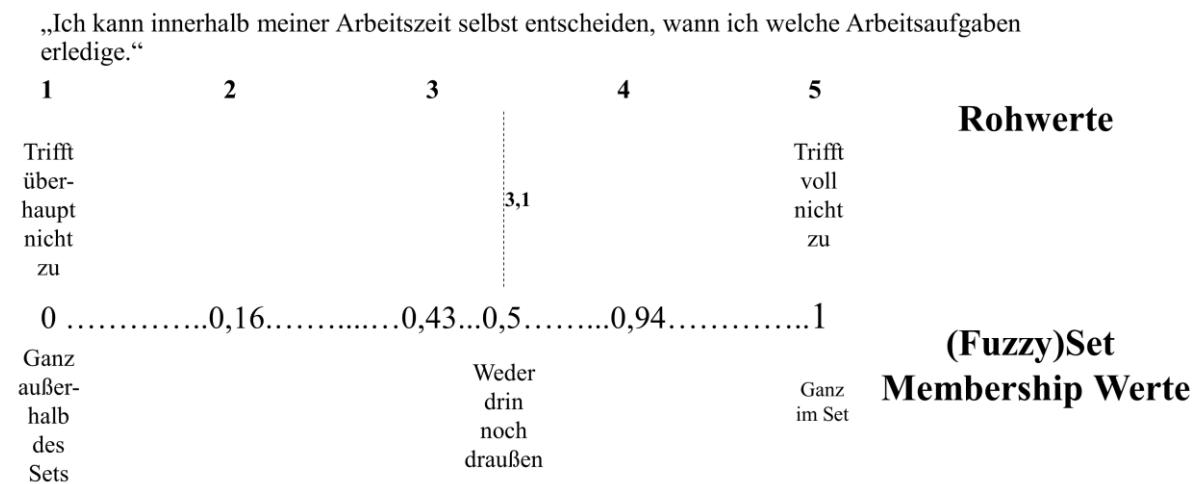 „Ich kann innerhalb meiner Arbeitszeit selbst entscheiden, wann ich welche Arbeitsaufgaben
erledige.“
1 2 3 4 5
Rohwerte
Trifft
über-
haupt
nicht
zu
3,1
Trifft
voll
nicht
zu
0 …………..0,16.……...…0,43...0,5……...0,94…………..1
(Fuzzy)Set
Membership Werte
Ganz
außer-
halb
des
Sets
Weder
drin
noch
draußen
Ganz
im Set